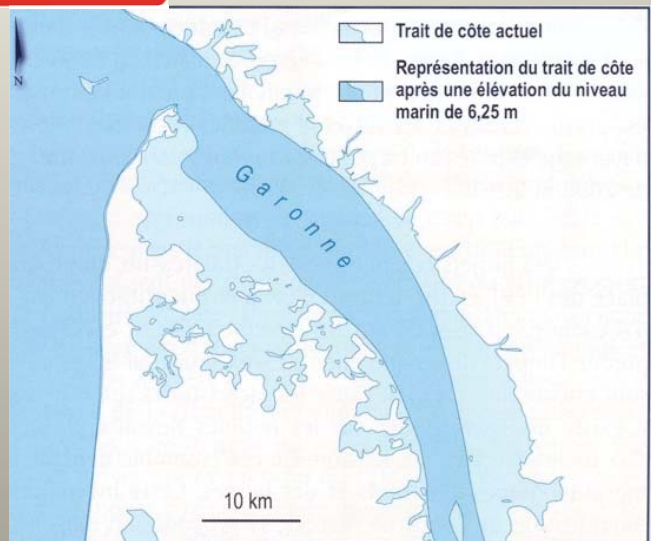 Trait de côte actuel
Représentation du trait de côte
après une élévation du niveau
marin de 6,25 m
N
Garonne
10 km